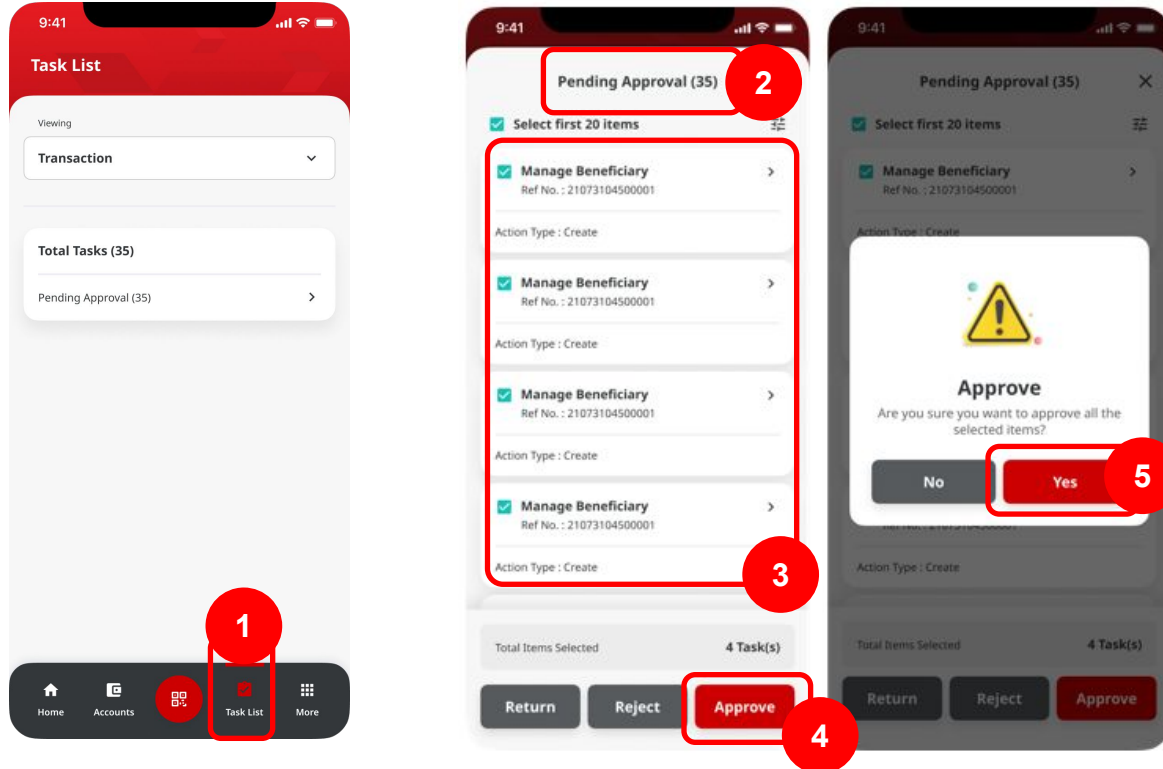 9:41
Task List
Viewing
Transaction
Total Tasks (35)
Pending Approval (35)
1
Home
Accounts
Task List
More
9:41
Pending Approval (35)
2
Select first 20 items
Manage Beneficiary
Ref No. : 21073104500001
Action Type : Create
Manage Beneficiary
Ref No. : 21073104500001
Action Type : Create
Manage Beneficiary
Ref No. : 21073104500001
Action Type : Create
Manage Beneficiary
Ref No. : 21073104500001
Action Type : Create
3
Total Items Selected
4 Task(s)
Return
Reject
Approve
4
9:41
Pending Approval (35)
Select first 20 items
Manage Beneficiary
Ref No. : 21073104500001
Action Type : Create
Approve
Are you sure you want to approve all the
selected items?
No
Yes
5
Action Type : Create
Total Items Selected
4 Task(s)
Return
Reject
Approve